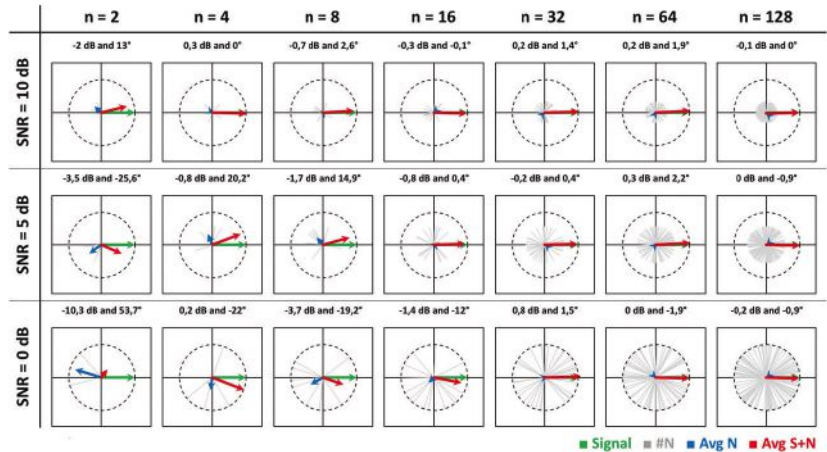 n = 2 n = 4 n = 8 n = 16 n = 32 n = 64 n = 128
SNR = 10 dB
-2 dB and 13° 0,3 dB and 0° -0,7 dB and 2,6° -0,3 dB and -0,1° 0,2 dB and 1,4° 0,2 dB and 1,9° -0,1 dB and 0°
SNR = 5 dB
-3,5 dB and -25,6° -0,8 dB and 20,2° -1,7 dB and 14,9° -0,8 dB and 0,4° -0,2 dB and 0,4° 0,3 dB and 2,2° 0 dB and -0,9°
SNR = 0 dB
-10,3 dB and 53,7° 0,2 dB and -22° -3,7 dB and -19,2° -1,4 dB and -12° 0,8 dB and 1,5° 0 dB and -1,9° -0,2 dB and -0,9°
Signal #N Avg N Avg S+N